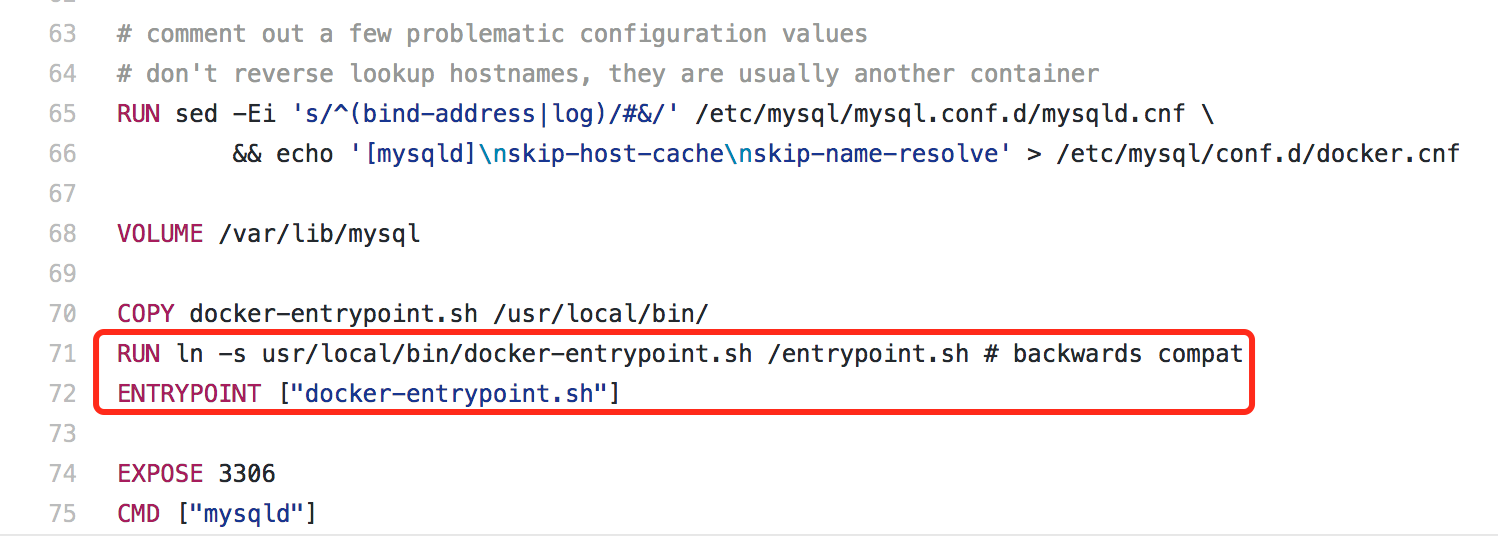 63 # comment out a few problematic configuration values
64 # don't reverse lookup hostnames, they are usually another container
65 RUN sed -Ei 's/^(bind-address|log)/#&/' /etc/mysql/mysql.conf.d/mysqld.cnf \
66 && echo '[mysqld]\nskip-host-cache\nskip-name-resolve' > /etc/mysql/conf.d/docker.cnf
67
68 VOLUME /var/lib/mysql
69
70 COPY docker-entrypoint.sh /usr/local/bin/
71 RUN ln -s usr/local/bin/docker-entrypoint.sh /entrypoint.sh # backwards compat
72 ENTRYPOINT ["docker-entrypoint.sh"]
73
74 EXPOSE 3306
75 CMD ["mysqld"]